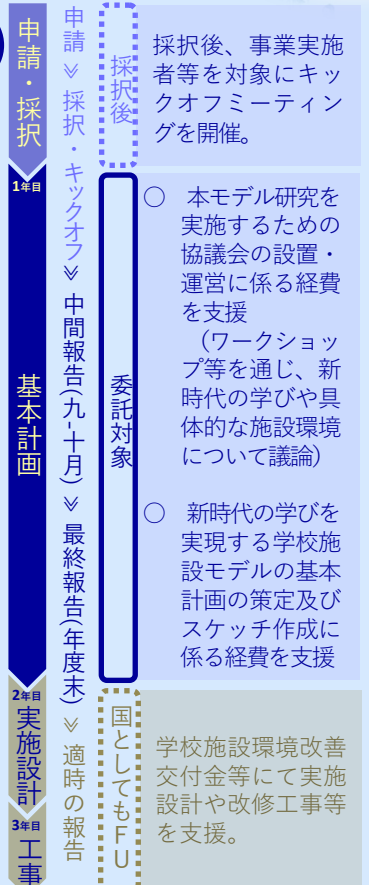 申請・採択
1年目
基本計画
2年目
実施設計
3年目
工事
申請 ≫ 採択・キックオフ ≫ 中間報告(九-十月) ≫ 最終報告(年度末) ≫ 適時の報告
採択後
採択後、事業実施
者等を対象にキッ
クオフミーティン
グを開催。
委託対象
○ 本モデル研究を
実施するための
協議会の設置・
運営に係る経費
を支援
(ワークショッ
プ等を通じ、新
時代の学びや具
体的な施設環境
について議論)
○ 新時代の学びを
実現する学校施
設モデルの基本
計画の策定及び
スケッチ作成に
係る経費を支援
国としてもFU
学校施設環境改善
交付金等にて実施
設計や改修工事等
を支援。